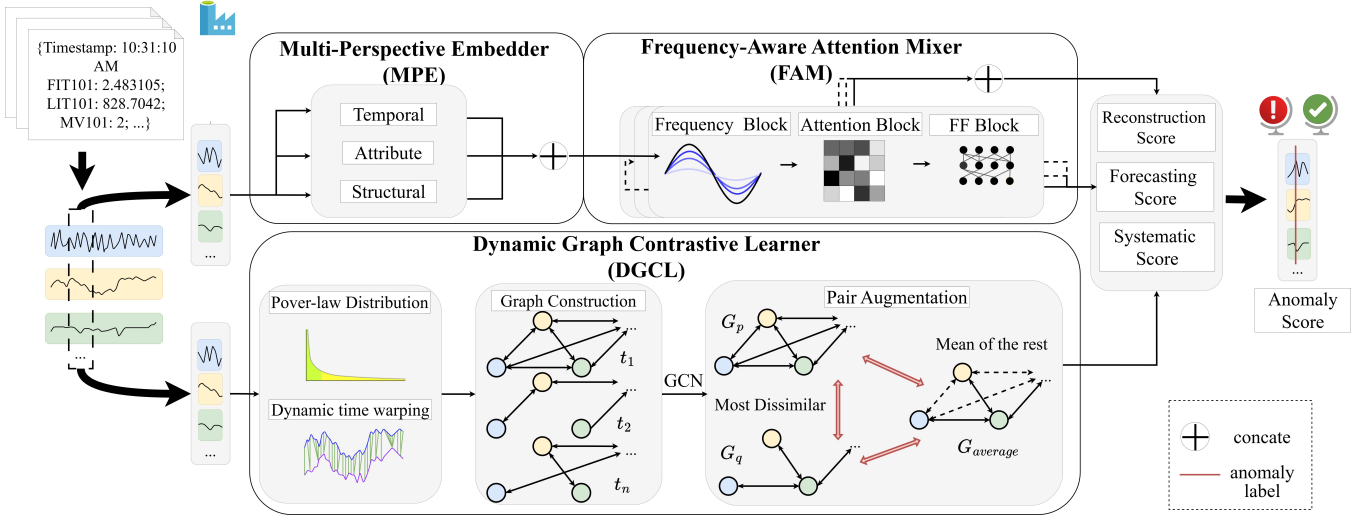 {Timestamp: 10:31:10
AM
FIT101: 2.483105;
LIT101: 828.7042;
MV101: 2; ...}
...
...
...
Multi-Perspective Embedder
(MPE)
Temporal
Attribute
Structural
Frequency-Aware Attention Mixer
(FAM)
Frequency Block
Attention Block
FF Block
Dynamic Graph Contrastive Learner
(DGCL)
Pover-law Distribution
Dynamic time warping
Graph Construction
...
t1
...
t2
...
tn
GCN
Pair Augmentation
Gp
...
Most Dissimilar
Gq
...
Mean of the rest
...
Gaverage
Reconstruction
Score
Forecasting
Score
Systematic
Score
...
Anomaly
Score
concate
anomaly
label